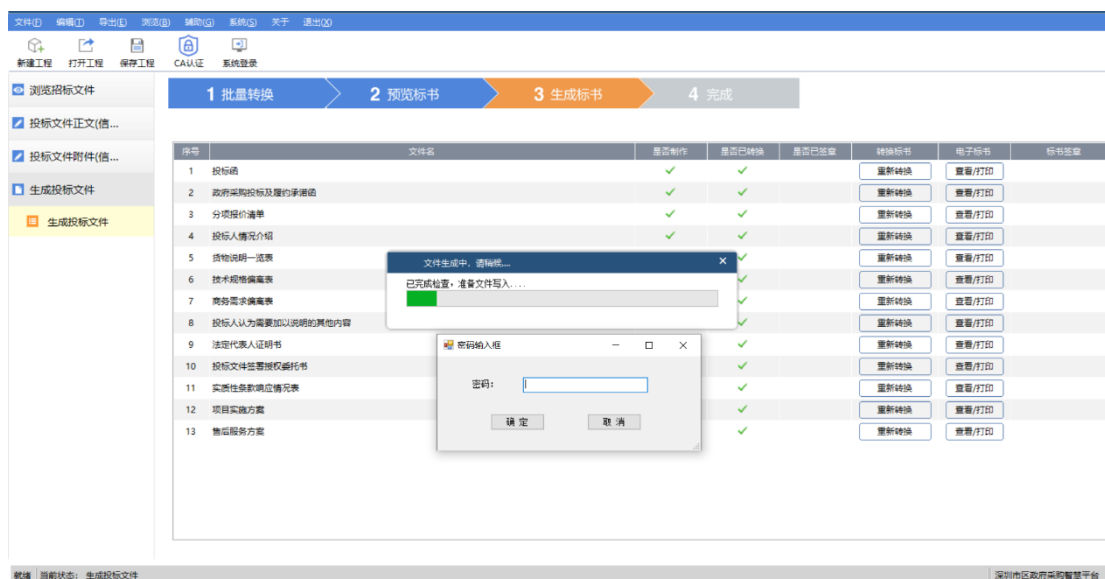 文件(F) 编辑(T) 导出(E) 浏览(B) 辅助(G) 系统(S) 关于 退出(X)
新建工程 打开工程 保存工程 CA认证 系统登录
浏览招标文件
投标文件正文(信...
投标文件附件(信...
生成投标文件
生成投标文件
1 批量转换 2 预览标书 3 生成标书 4 完成
序号 文件名 是否制作 是否已转换 是否已签章 转换标书 电子标书 标书签章
1 投标函 重新转换 查看/打印
2 政府采购投标及履约承诺函 重新转换 查看/打印
3 分项报价清单 重新转换 查看/打印
4 投标人情况介绍 重新转换 查看/打印
5 货物说明一览表 重新转换 查看/打印
6 技术规格偏离表 重新转换 查看/打印
7 商务需求偏离表 重新转换 查看/打印
8 投标人认为需要加以说明的其他内容 重新转换 查看/打印
9 法定代表人证明书 重新转换 查看/打印
10 投标文件签署授权委托书 重新转换 查看/打印
11 实质性条款响应情况表 重新转换 查看/打印
12 项目实施方案 重新转换 查看/打印
13 售后服务方案 重新转换 查看/打印
文件生成中，请稍候....
已完成检查，准备文件写入....
密码输入框
密码:
确 定 取 消
就绪 当前状态: 生成投标文件 深圳市区政府采购智慧平台